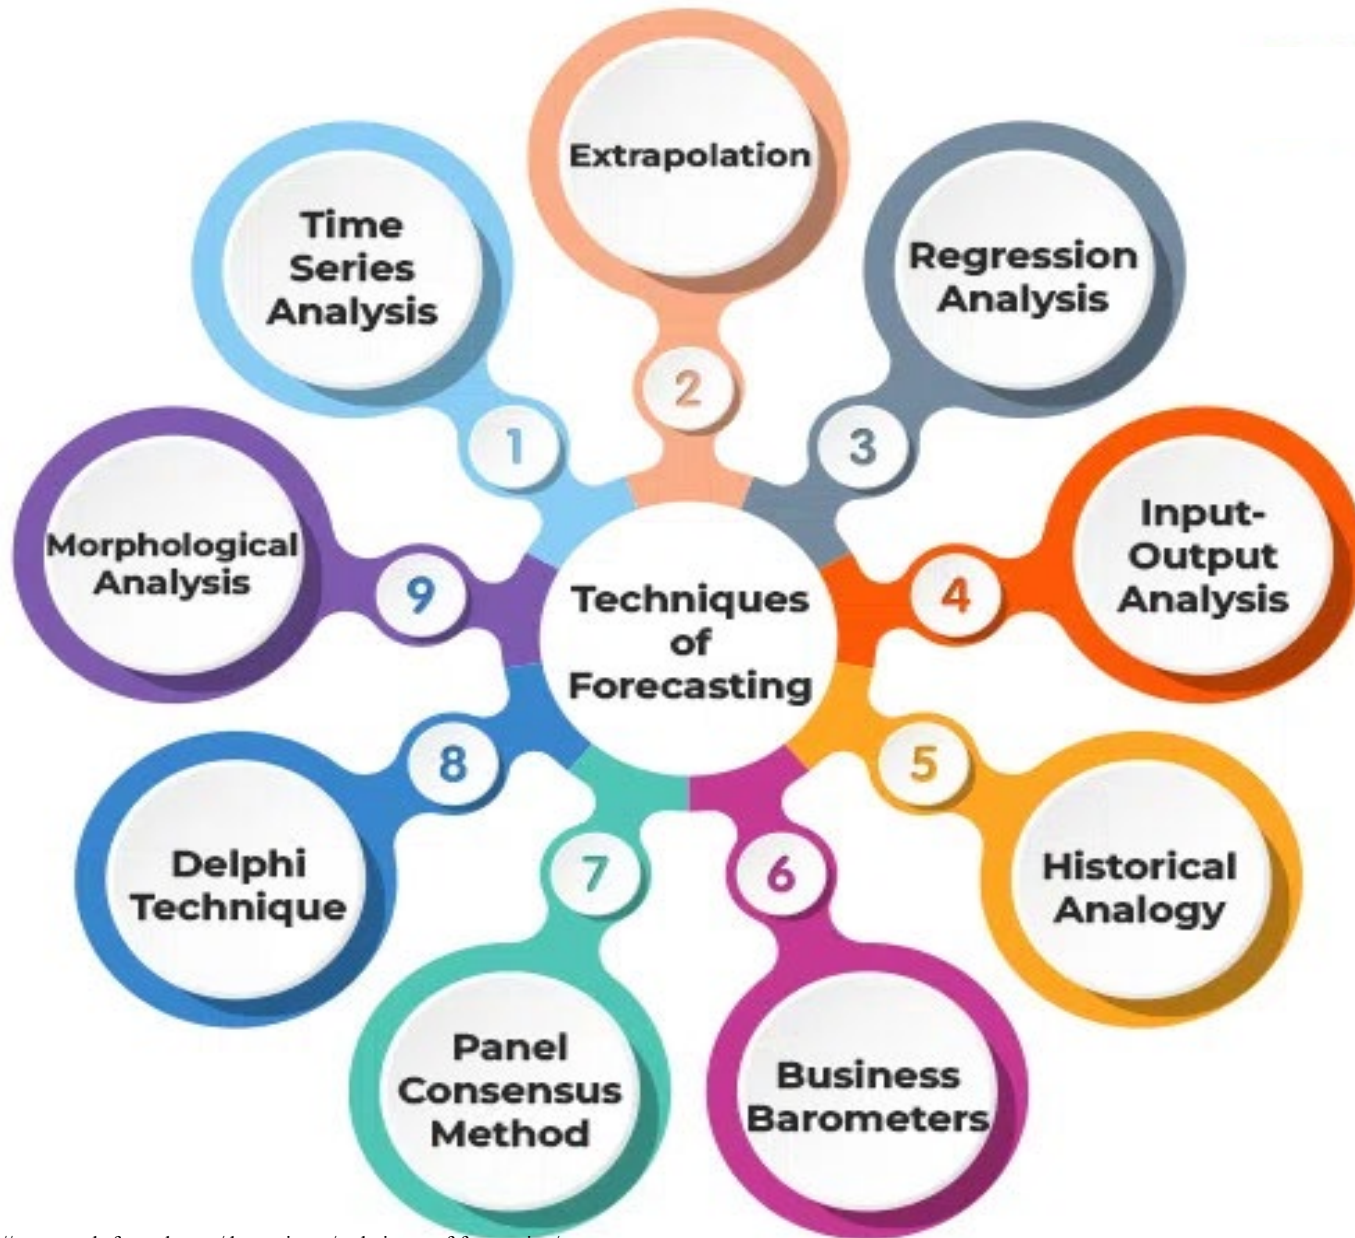 Techniques
of
Forecasting
1
Time
Series
Analysis
2
Extrapolation
3
Regression
Analysis
4
Input-
Output
Analysis
5
Historical
Analogy
6
Business
Barometers
7
Panel
Consensus
Method
8
Delphi
Technique
9
Morphological
Analysis